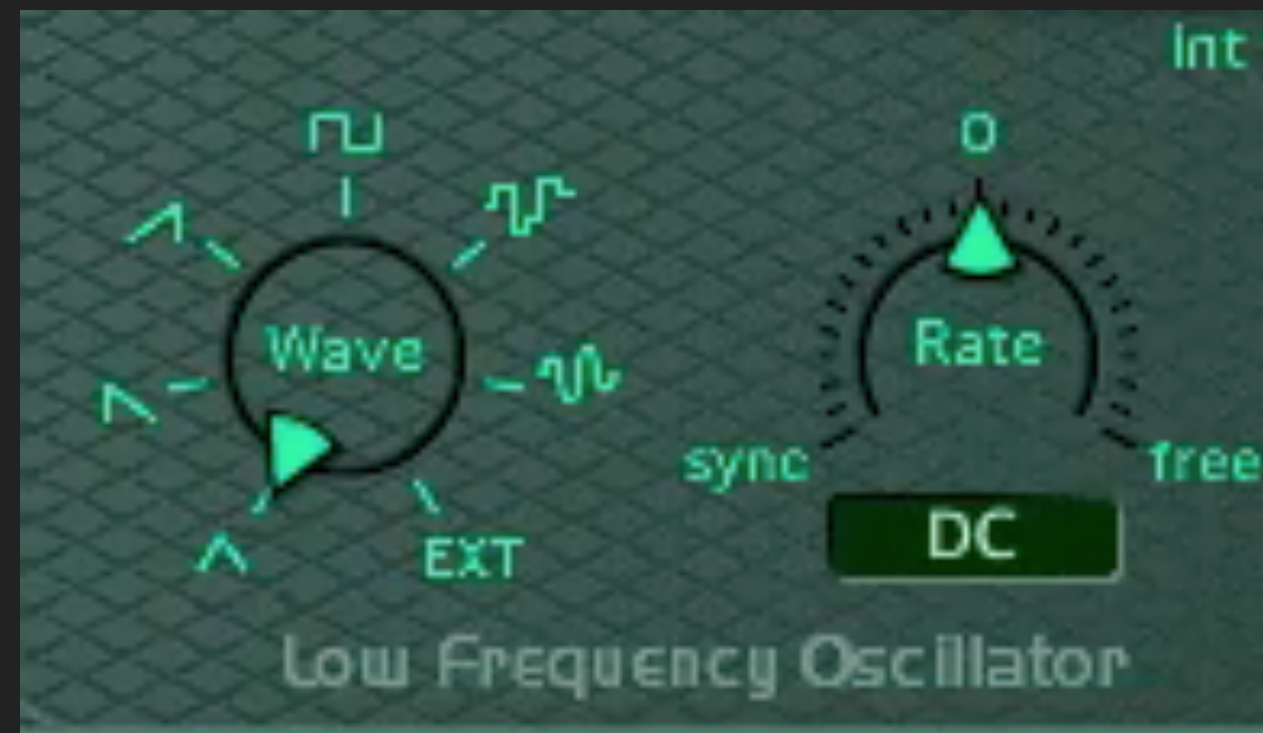 Int
0
Wave
Rate
sync
free
DC
EXT
Low Frequency Oscillator